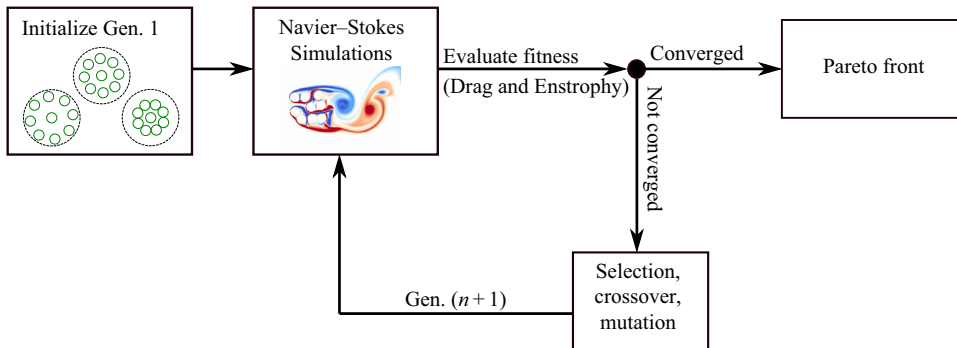 Initialize Gen. 1
Navier–Stokes
Simulations
Evaluate fitness
(Drag and Enstrophy)
Converged
Pareto front
Not converged
Selection,
crossover,
mutation
Gen. (n + 1)